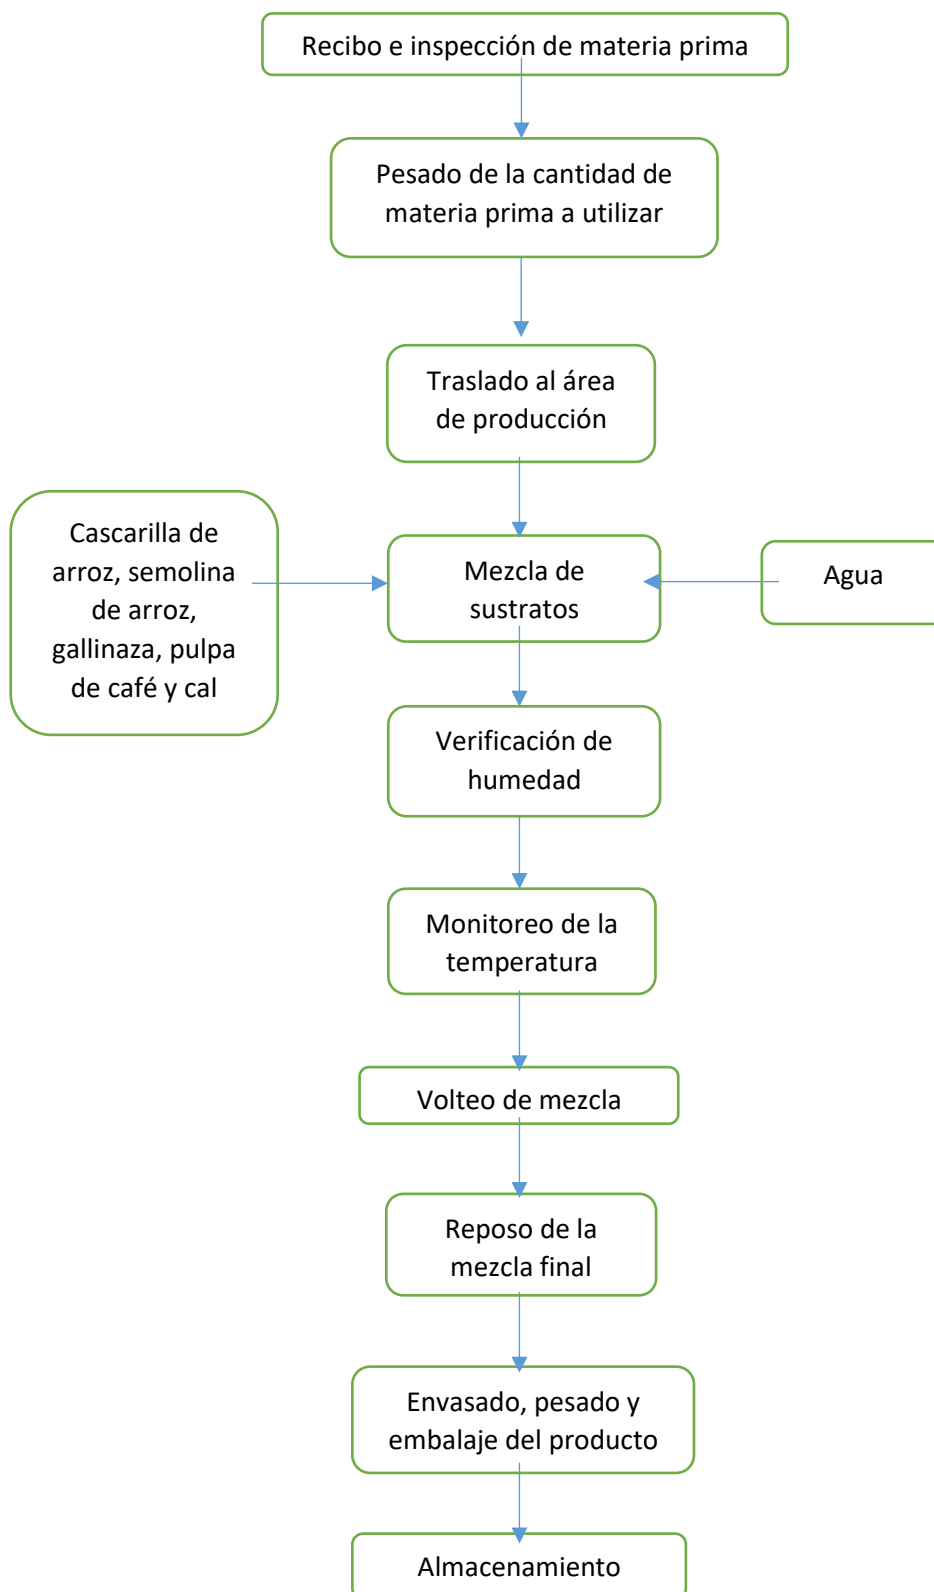 Recibo e inspección de materia prima
Pesado de la cantidad de
materia prima a utilizar
Traslado al área
de producción
Cascarilla de
arroz, semolina
de arroz,
gallinaza, pulpa
de café y cal
Mezcla de
sustratos
Agua
Verificación de
humedad
Monitoreo de la
temperatura
Volteo de mezcla
Reposo de la
mezcla final
Envasado, pesado y
embalaje del producto
Almacenamiento